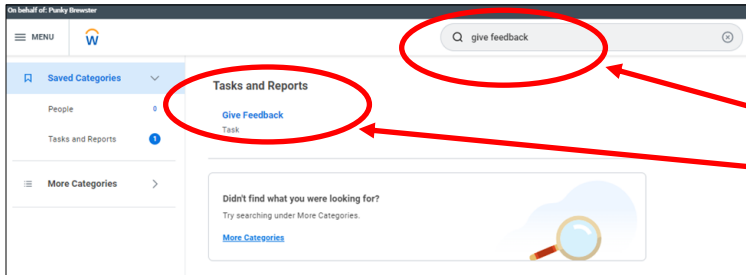 On behalf of: Punky Brewster
MENU
W
give feedback
Saved Categories
People 0
Tasks and Reports 1
More Categories
Tasks and Reports
Give Feedback
Task
Didn't find what you were looking for?
Try searching under More Categories.
More Categories